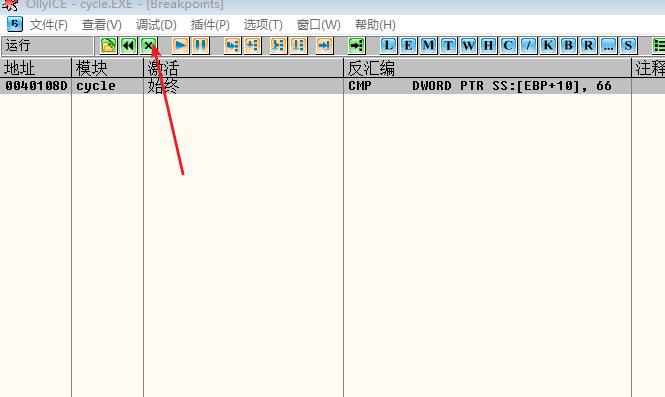 OllyICE - cycle.EXE - [Breakpoints]
文件(F) 查看(V) 调试(D) 插件(P) 选项(T) 窗口(W) 帮助(H)
运行 L E M T W H C / K B R ... S
地址 模块 激活 反汇编 注释
0040108D cycle 始终 CMP DWORD PTR SS:[EBP+10], 66